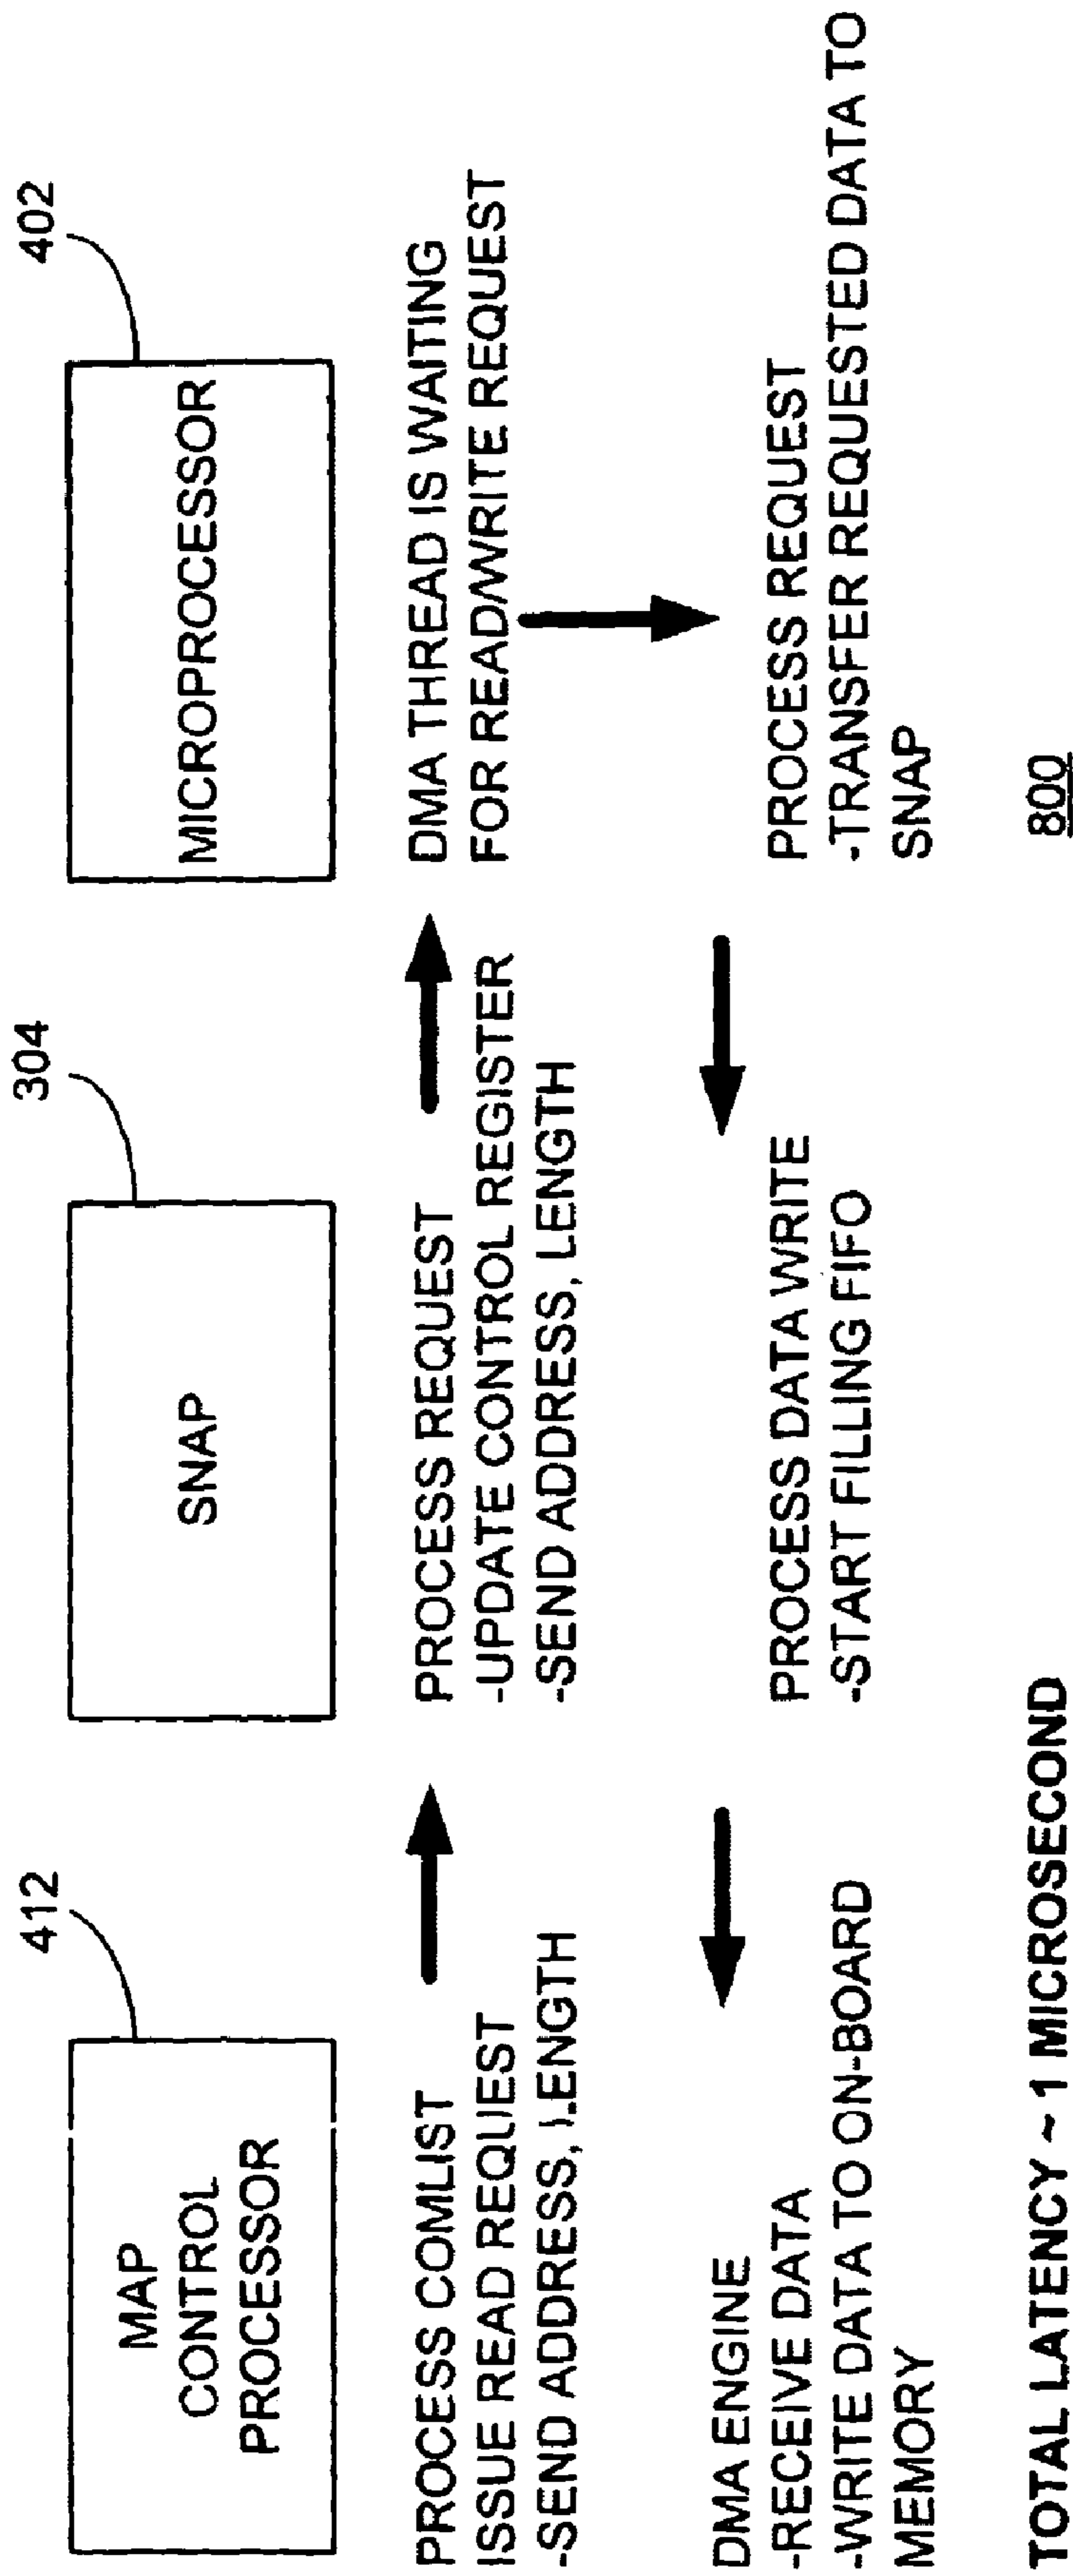 412
MAP
CONTROL
PROCESSOR
304
SNAP
402
MICROPROCESSOR
PROCESS COMLIST
ISSUE READ REQUEST
-SEND ADDRESS, LENGTH
PROCESS REQUEST
-UPDATE CONTROL REGISTER
-SEND ADDRESS, LENGTH
DMA THREAD IS WAITING
FOR READ/WRITE REQUEST
DMA ENGINE
-RECEIVE DATA
-WRITE DATA TO ON-BOARD
MEMORY
PROCESS DATA WRITE
-START FILLING FIFO
PROCESS REQUEST
-TRANSFER REQUESTED DATA TO
SNAP
TOTAL LATENCY ~ 1 MICROSECOND
800